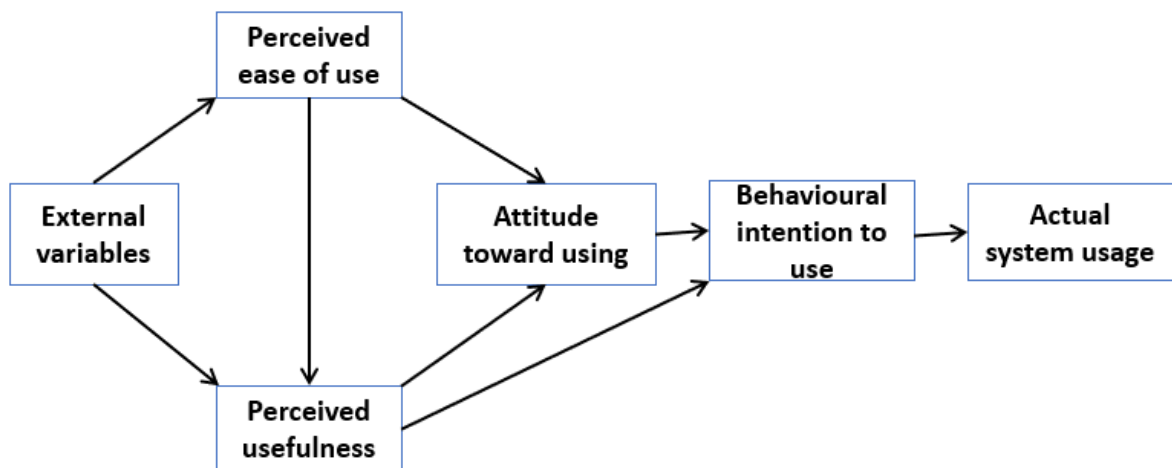 Perceived
ease of use
External
variables
Attitude
toward using
Behavioural
intention to
use
Actual
system usage
Perceived
usefulness